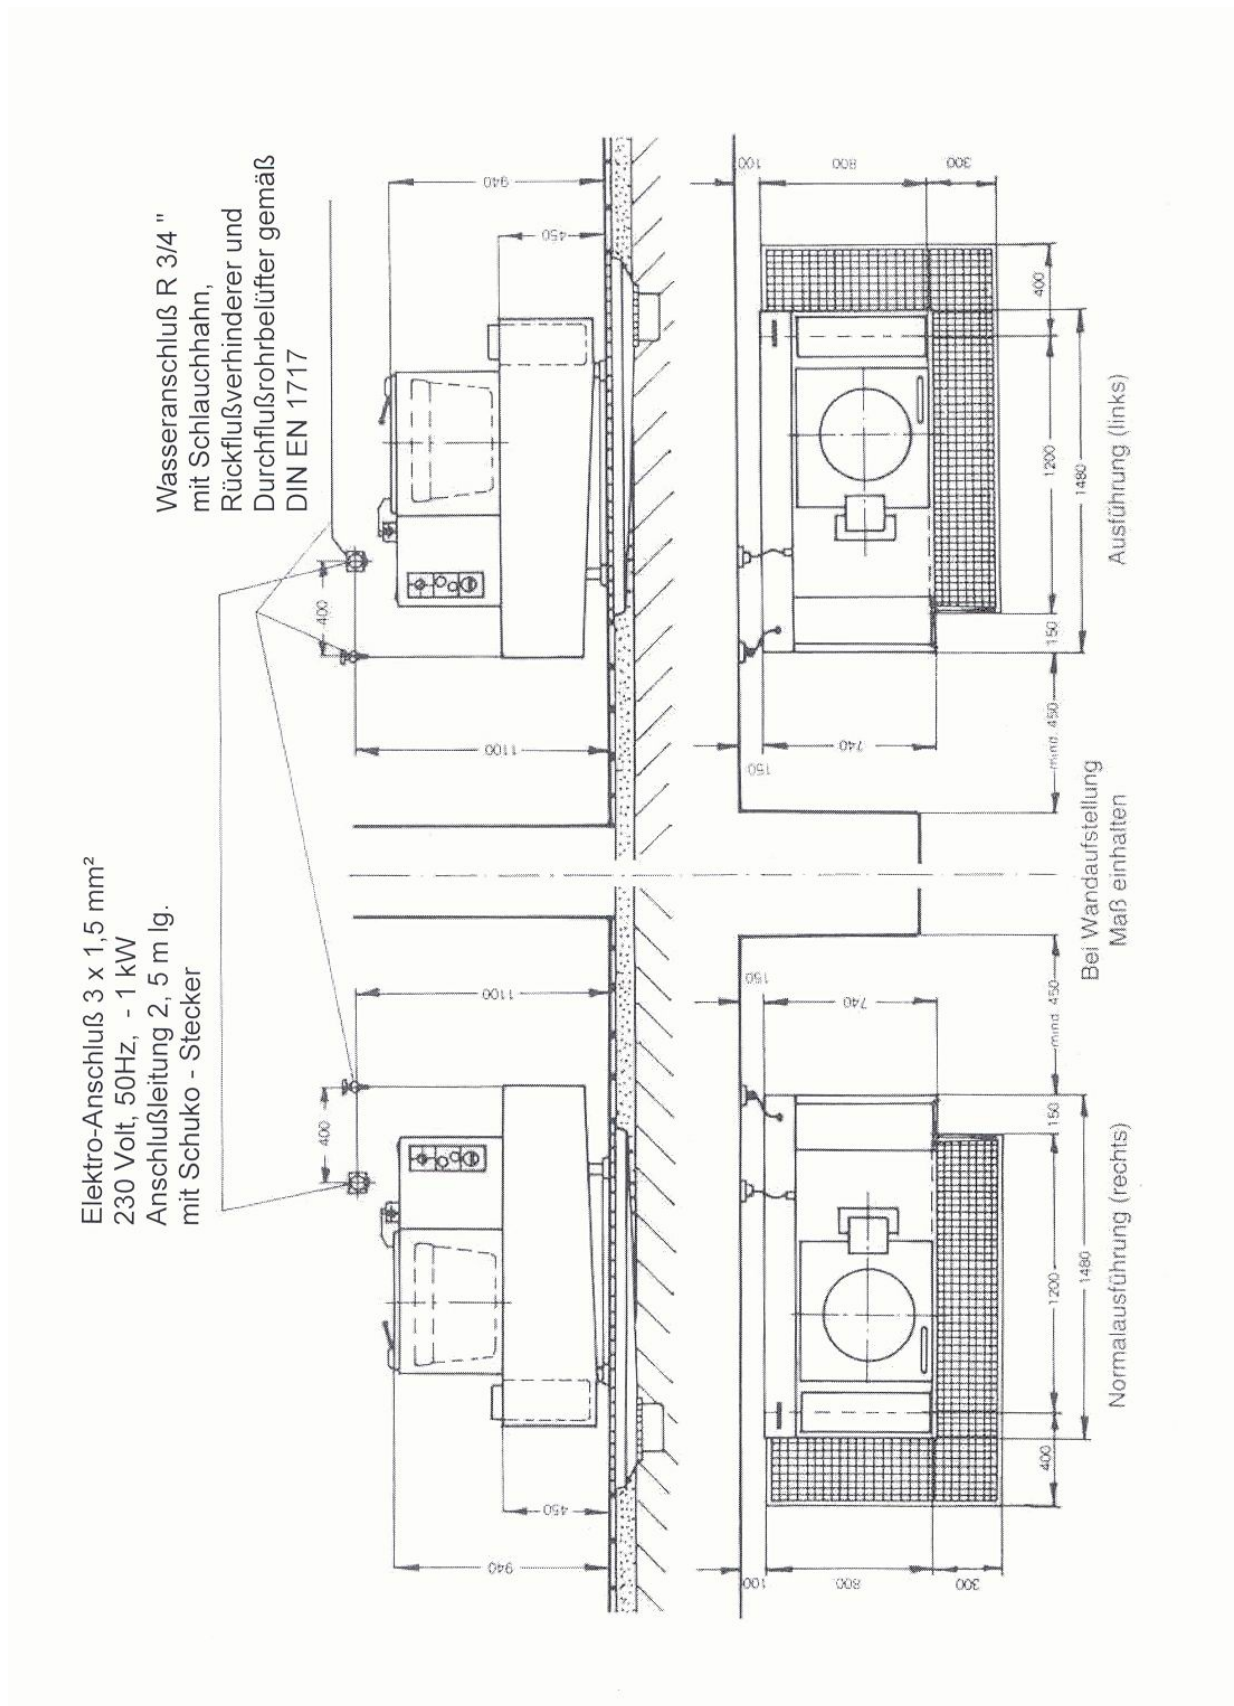 Elektro-Anschluß 3 x 1,5 mm²
230 Volt, 50Hz, - 1 kW
Anschlußleitung 2, 5 m lg.
mit Schuko - Stecker
Wasseranschluß R 3/4 "
mit Schlauchhahn,
Rückflußverhinderer und
Durchflußrohrbelüfter gemäß
DIN EN 1717
400
400
940
1100
1100
940
450
450
100
150
150
100
800
740
740
800
300
300
400
1200
150
mind. 450
mind. 450
150
1200
400
1480
1480
Bei Wandaufstellung
Maß einhalten
Normalausführung (rechts)
Ausführung (links)